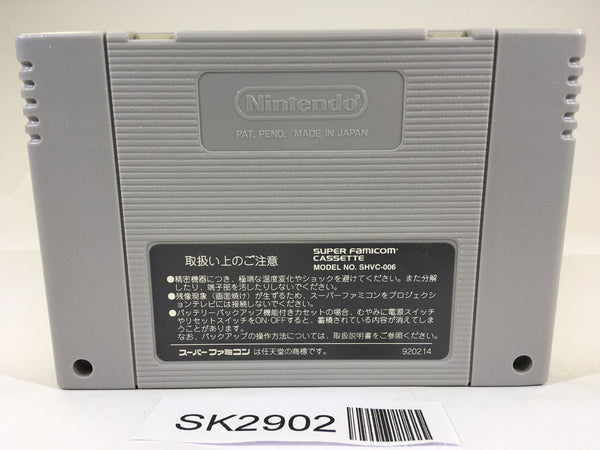 Nintendo®
PAT. PEND. MADE IN JAPAN
取扱い上のご注意
SUPER FAMICOM™
CASSETTE
MODEL NO. SHVC-006
●精密機器につき、極端な温度変化やショックを避けてください。また分解
したり、端子部を汚したりしないでください。
●残像現象（画面焼け）が生ずるため、スーパーファミコンをプロジェクシ
ョンテレビには接続しないでください。
●バッテリーバックアップ機能付きカセットの場合、むやみに電源スイッチ
やリセットスイッチをON・OFFすると、蓄積されている内容が消えてしま
うことがあります。
なお、バックアップの操作方法については、取扱説明書をご参照ください。
スーパーファミコンは任天堂の商標です。
920214
SK2902